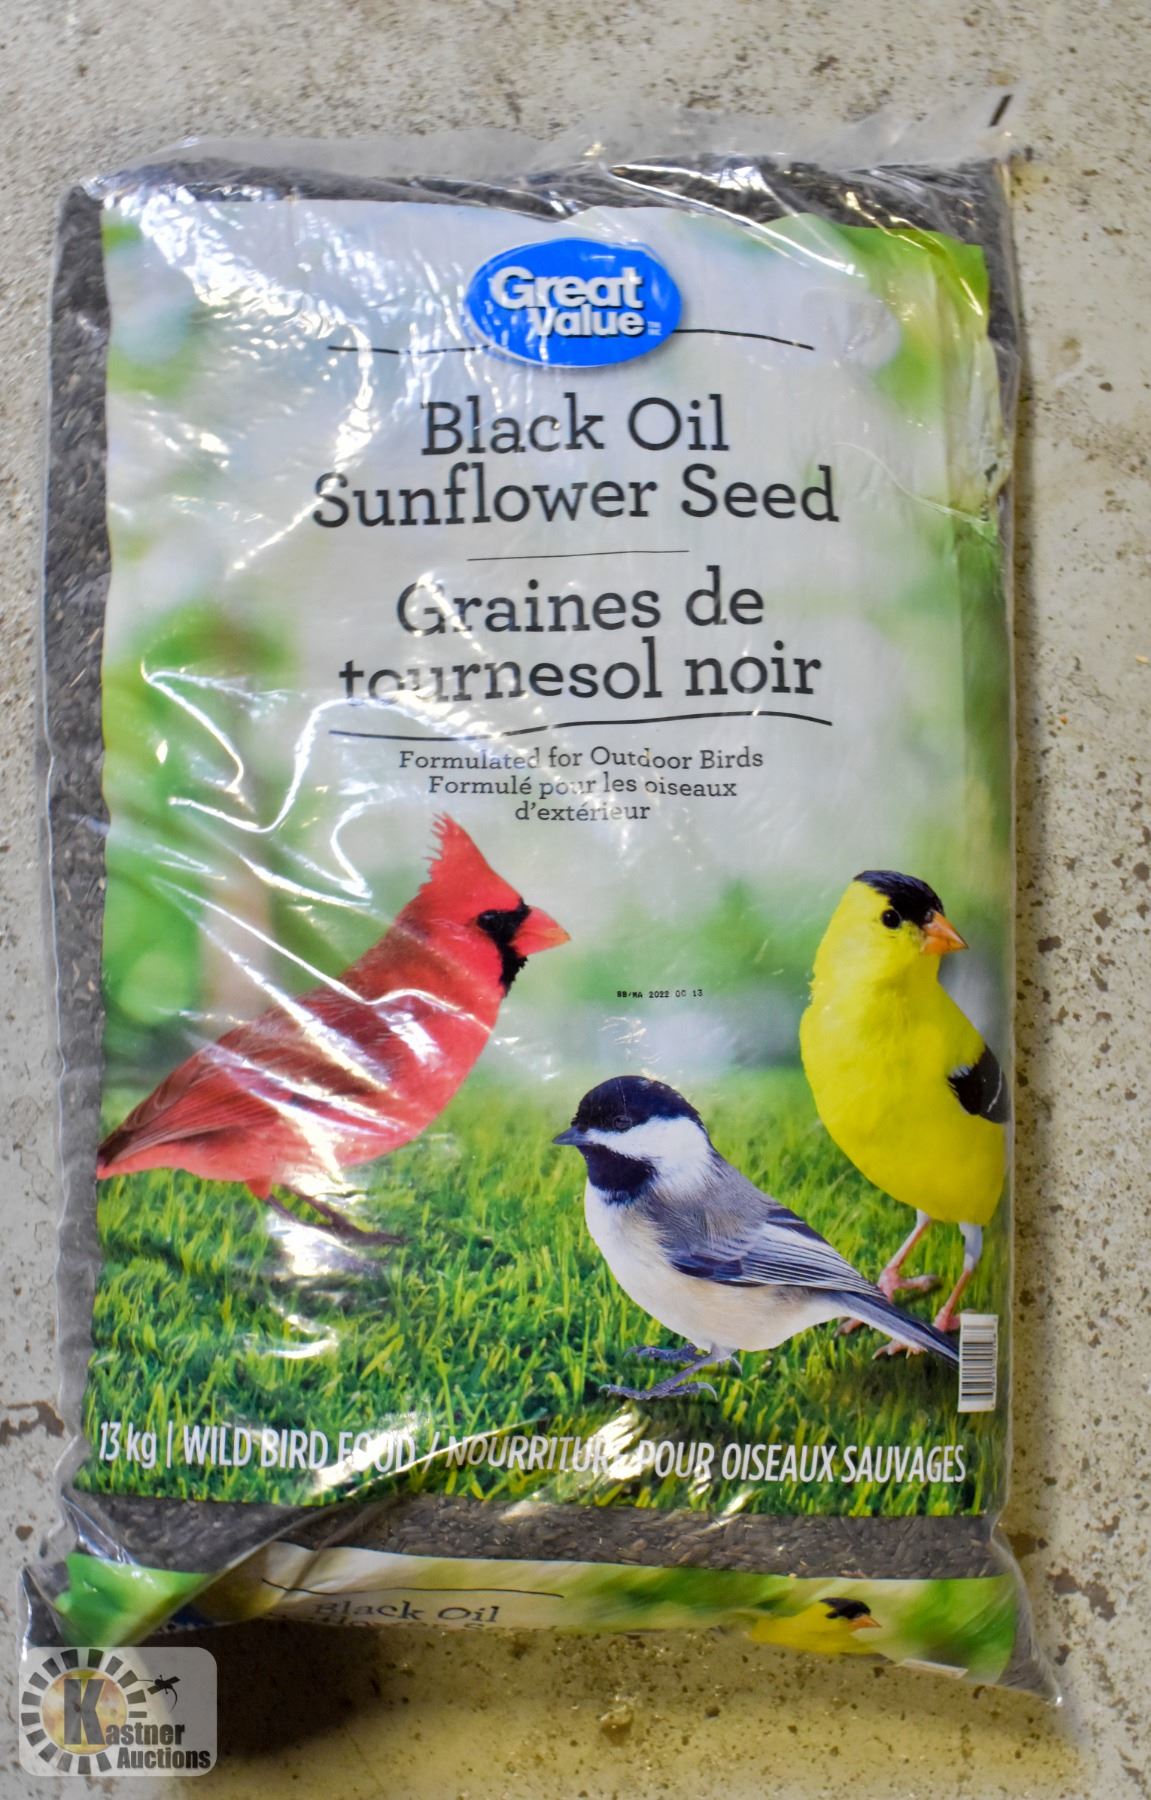 Great
Value
Black Oil
Sunflower Seed
Graines de
tournesol noir
Formulated for Outdoor Birds
Formulé pour les oiseaux
d'extérieur
BB/MA 2022 OC 13
13 kg | WILD BIRD FOOD / NOURRITURE POUR OISEAUX SAUVAGES
Black Oil
Kastner
Auctions